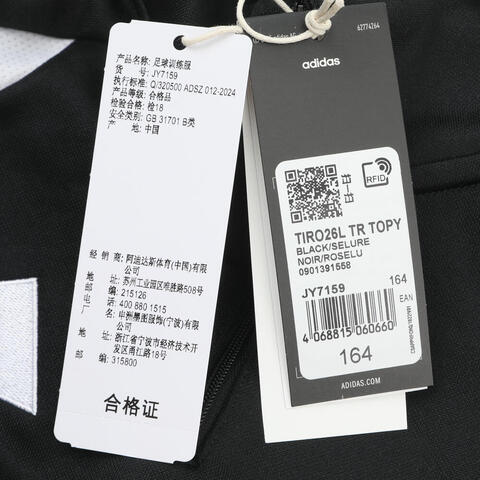 产品名称: 足球训练服
货 号: JY7159
执行标准: Q/320500 ADSZ 012-2024
产品等级: 合格品
检验合格: 检18
安全类别: GB 31701 B类
产 地: 中国
经 销 商: 阿迪达斯体育(中国)有限
公司
地 址: 苏州工业园区唯胜路508号
邮 编: 215126
电 话: 400 880 1515
制 造 商: 申洲集团服饰(宁波)有限
公司
地 址: 浙江省宁波市经济技术开
发区甬江路18号
邮 编: 315800
合格证
62774264
adidas
RFID
TIRO26L TR TOPY
BLACK/SELURE
NOIR/ROSELU
0901391558
JY7159
164
EAN
4 068815 060660
164
ADIDAS.COM